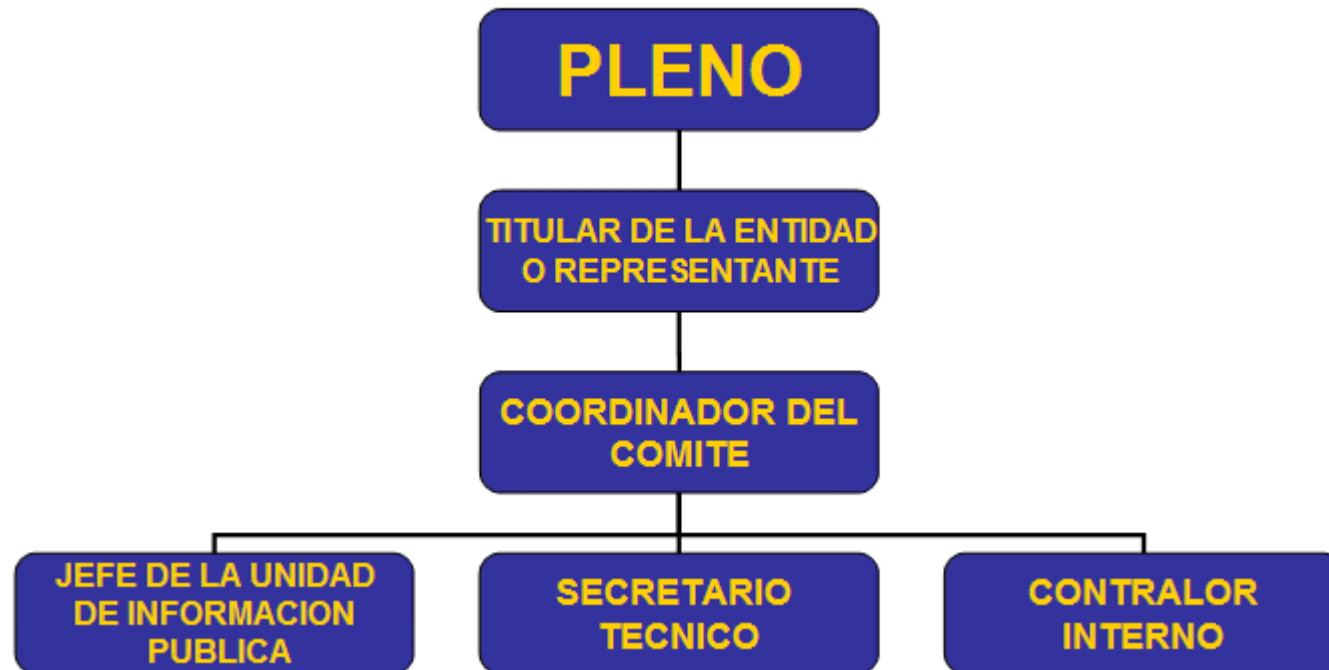 PLENO
TITULAR DE LA ENTIDAD
O REPRESENTANTE
COORDINADOR DEL
COMITE
JEFE DE LA UNIDAD
DE INFORMACION
PUBLICA
SECRETARIO
TECNICO
CONTRALOR
INTERNO